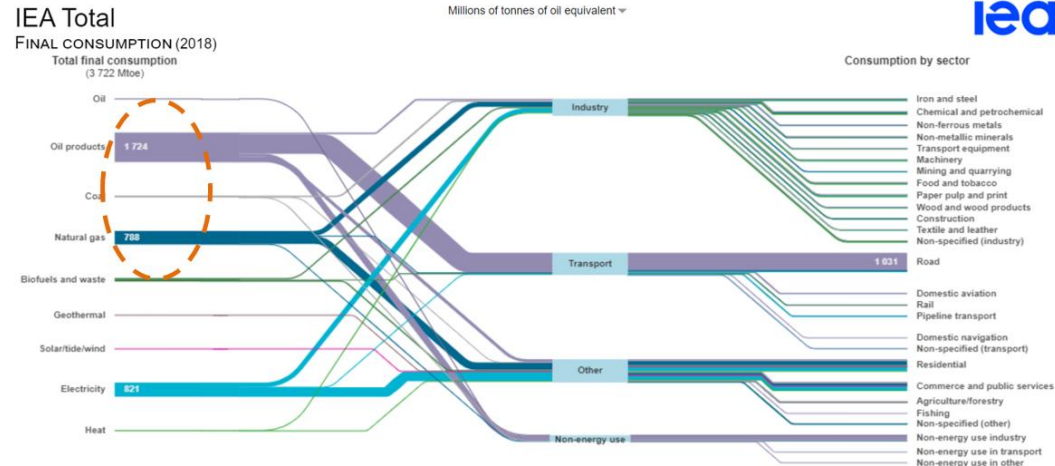 IEA Total
FINAL CONSUMPTION (2018)
Millions of tonnes of oil equivalent
iea
Total final consumption
(3 722 Mtoe)
Consumption by sector
Oil
Oil products
1 724
Coal
Natural gas
788
Biofuels and waste
Geothermal
Solar/tide/wind
Electricity
821
Heat
Industry
Transport
Other
Non-energy use
Iron and steel
Chemical and petrochemical
Non-ferrous metals
Non-metallic minerals
Transport equipment
Machinery
Mining and quarrying
Food and tobacco
Paper pulp and print
Wood and wood products
Construction
Textile and leather
Non-specified (industry)
1 031
Road
Domestic aviation
Rail
Pipeline transport
Domestic navigation
Non-specified (transport)
Residential
Commerce and public services
Agriculture/forestry
Fishing
Non-specified (other)
Non-energy use industry
Non-energy use in transport
Non-energy use in other